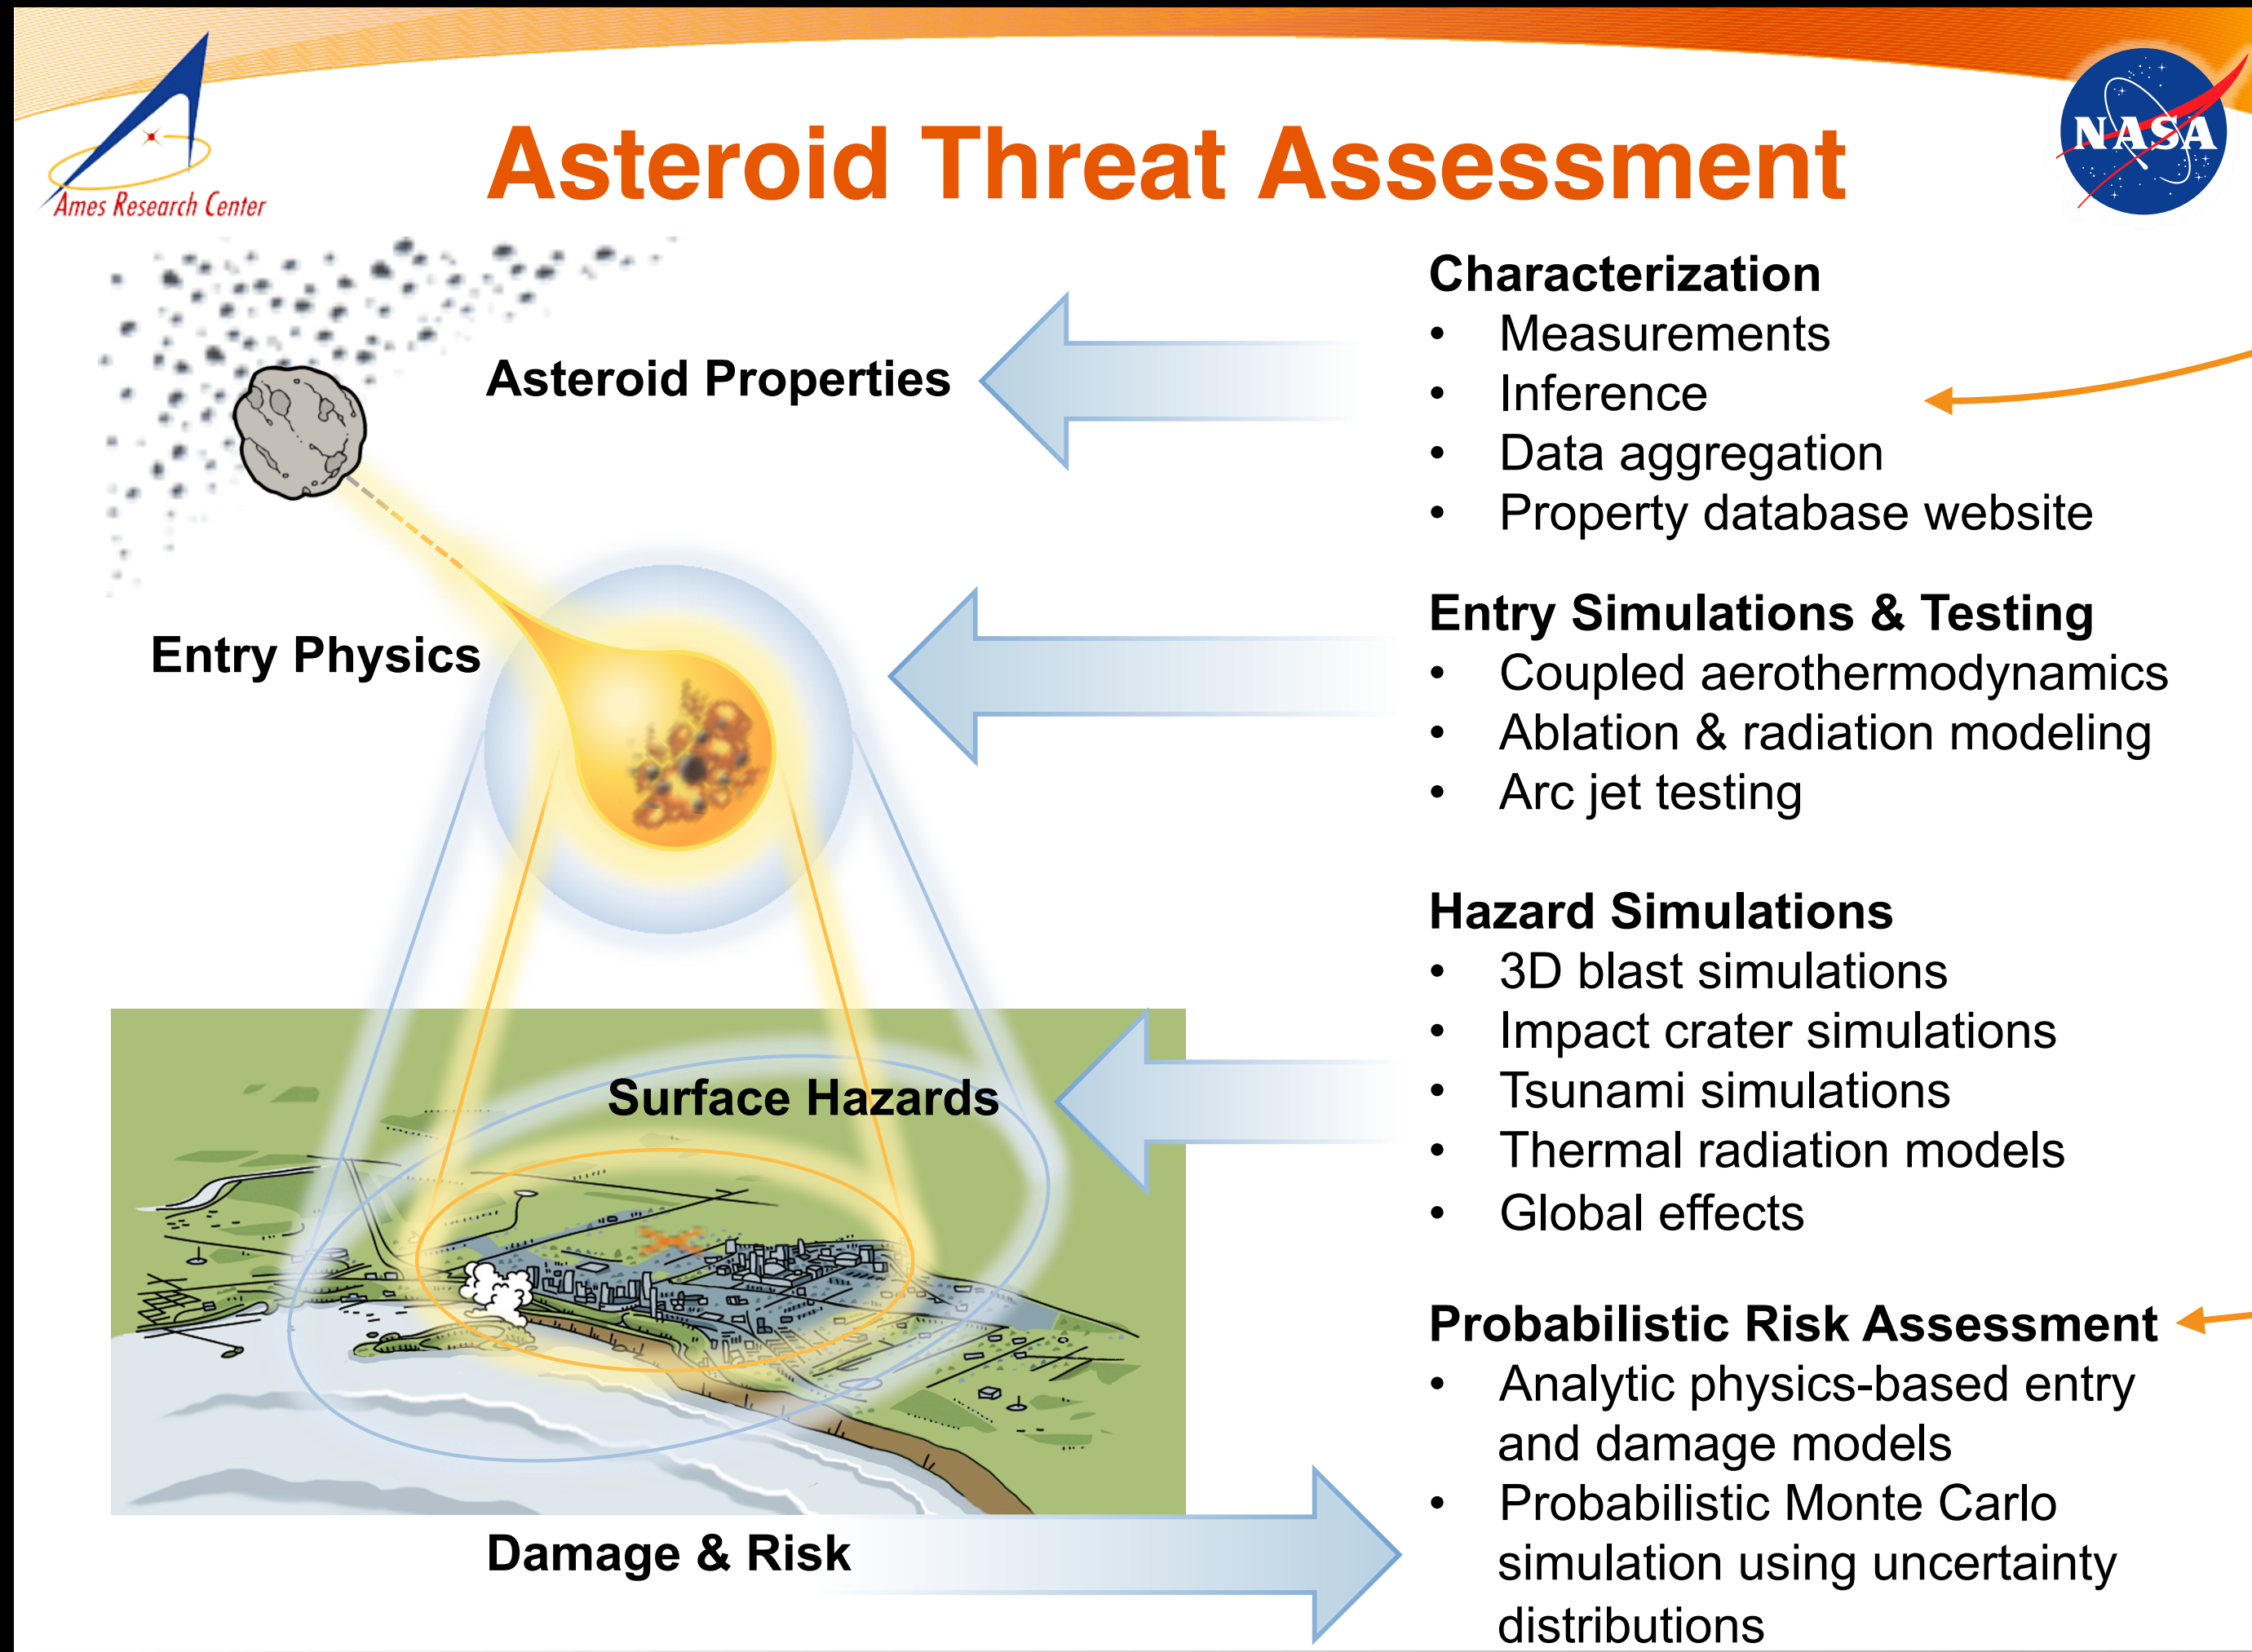 Asteroid Threat Assessment
Ames Research Center
NASA
Asteroid Properties
Entry Physics
Surface Hazards
Damage & Risk
Characterization
• Measurements
• Inference
• Data aggregation
• Property database website
Entry Simulations & Testing
• Coupled aerothermodynamics
• Ablation & radiation modeling
• Arc jet testing
Hazard Simulations
• 3D blast simulations
• Impact crater simulations
• Tsunami simulations
• Thermal radiation models
• Global effects
Probabilistic Risk Assessment
• Analytic physics-based entry
and damage models
• Probabilistic Monte Carlo
simulation using uncertainty
distributions